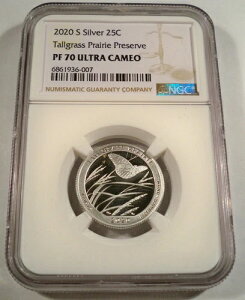 2020 S Silver 25C
Tallgrass Prairie Preserve
PF 70 ULTRA CAMEO
6861936-007
NUMISMATIC GUARANTY COMPANY
NGC